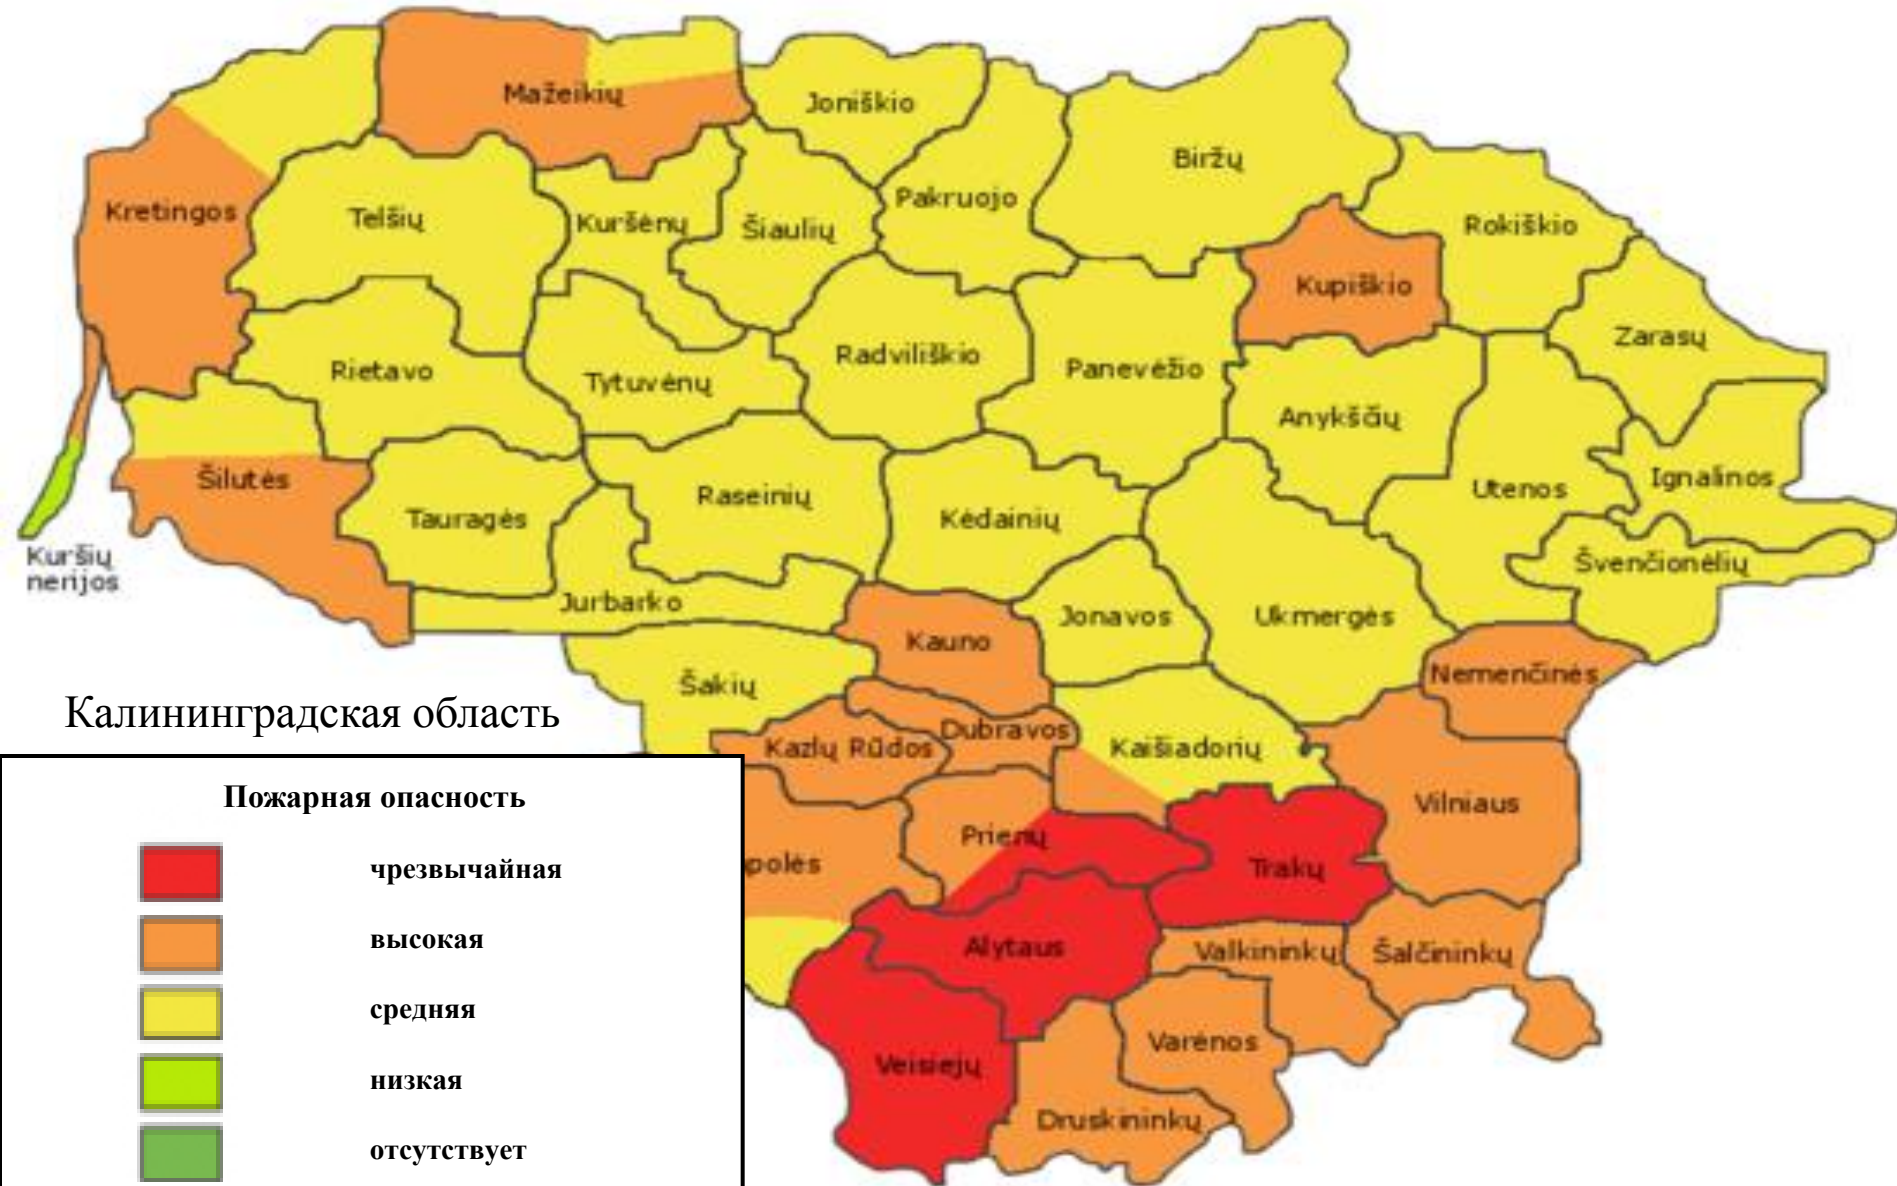 Mažeikių
Joniškio
Biržų
Kretingos
Telšių
Kuršėnų
Šiaulių
Pakruojo
Rokiškio
Kupiškio
Zarasų
Rietavo
Tytuvėnų
Radviliškio
Panevėžio
Anykščių
Šilutės
Tauragės
Raseinių
Kėdainių
Utenos
Ignalinos
Kuršių
nerijos
Švenčionėlių
Jurbarko
Jonavos
Ukmergės
Kauno
Nemenčinės
Šakių
Калининградская область
Dubravos
Kazlų Rūdos
Kaišiadorių
Vilniaus
Prienų
polės
Trakų
Alytaus
Valkininkų
Šalčininkų
Veisiejų
Varėnos
Druskininkų
Пожарная опасность
чрезвычайная
высокая
средняя
низкая
отсутствует